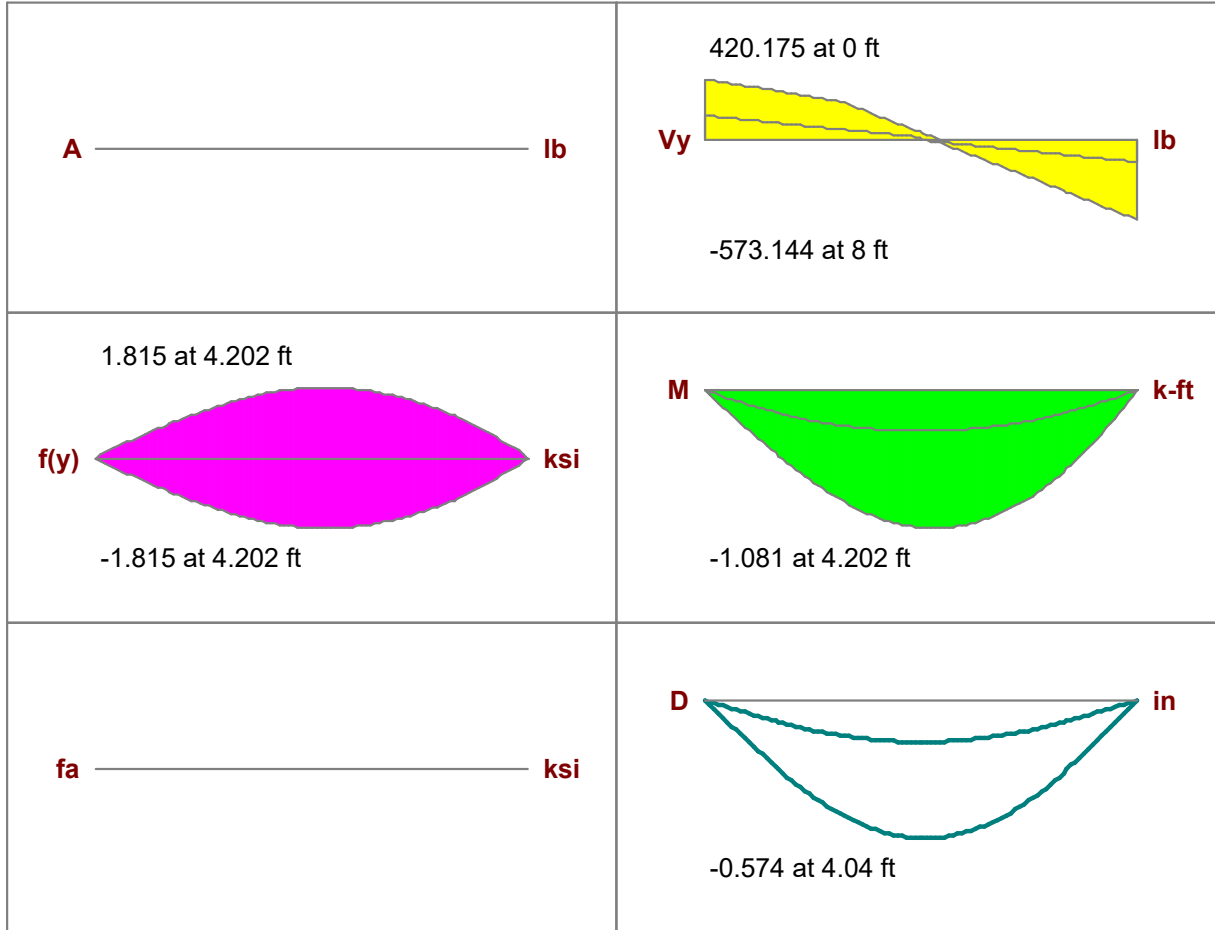 A lb
420.175 at 0 ft
Vy lb
-573.144 at 8 ft
1.815 at 4.202 ft
f(y) ksi
-1.815 at 4.202 ft
M k-ft
-1.081 at 4.202 ft
fa ksi
D in
-0.574 at 4.04 ft